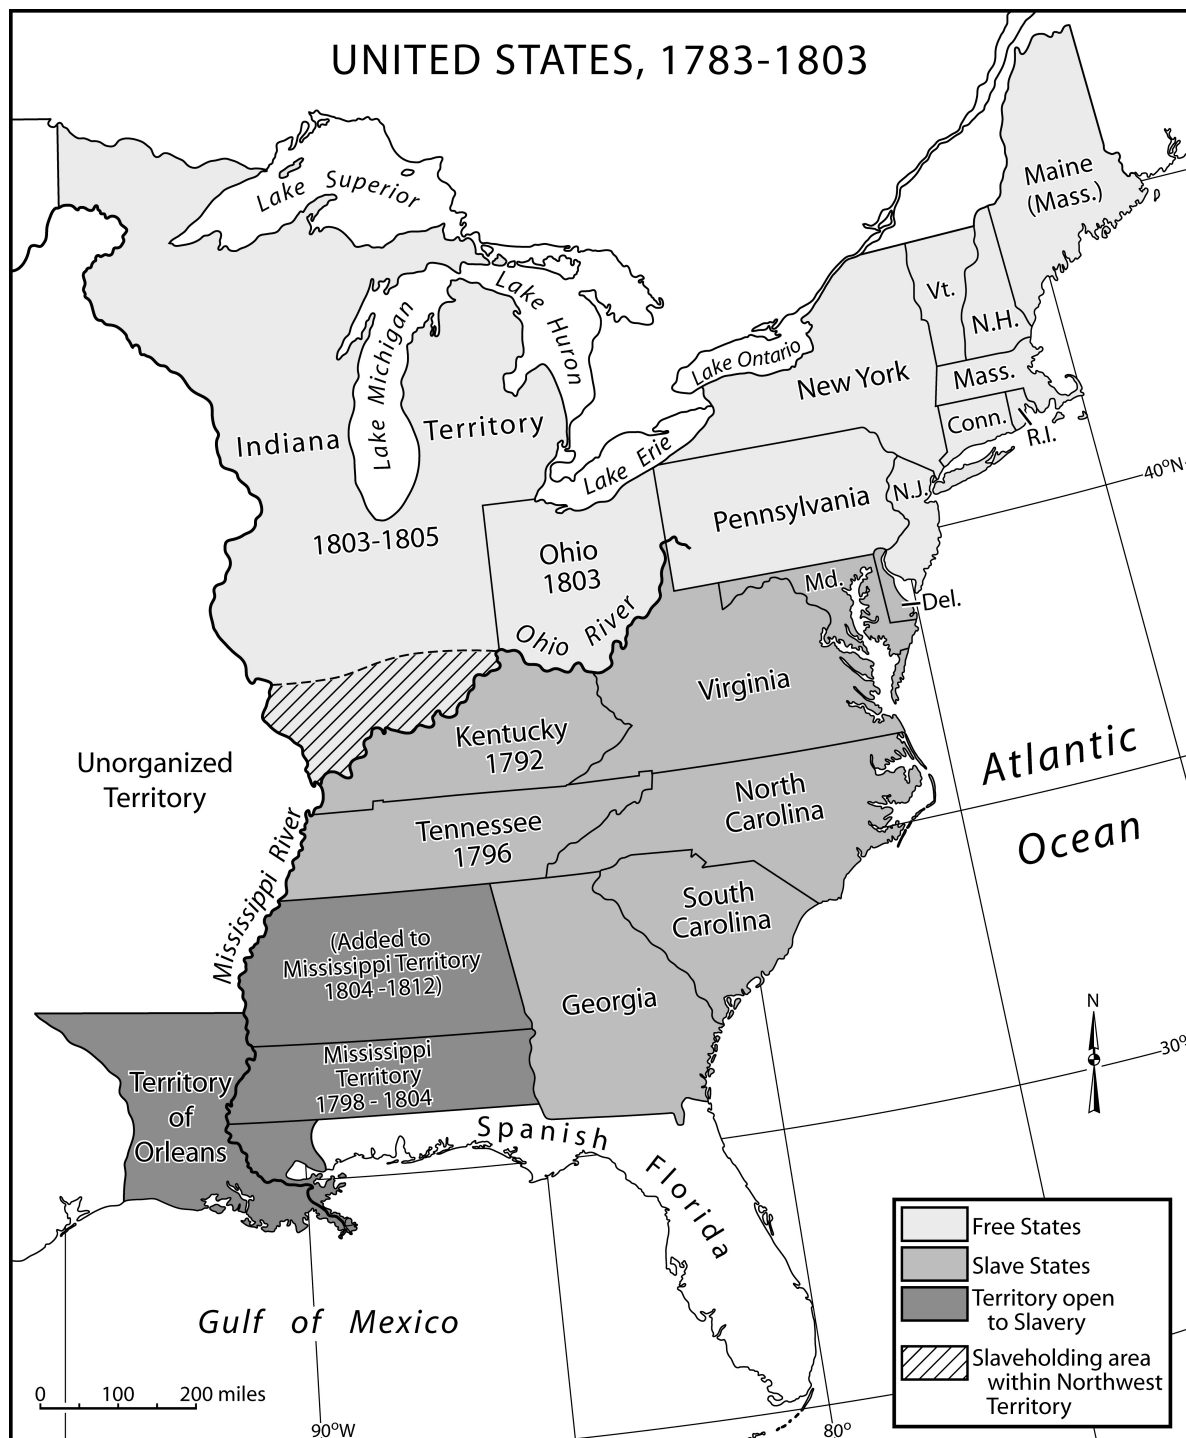 UNITED STATES, 1783-1803
Lake Superior
Maine
(Mass.)
Lake Huron
Lake Michigan
Vt.
N.H.
Lake Ontario
New York
Mass.
Conn.
R.I.
Indiana Territory
1803-1805
Lake Erie
40ºN
Pennsylvania
N.J.
Ohio
1803
Ohio River
Md.
Del.
Virginia
Kentucky
1792
Unorganized
Territory
Atlantic
Ocean
North
Carolina
Tennessee
1796
Mississippi River
South
Carolina
(Added to
Mississippi Territory
1804 -1812)
Georgia
N
30º
Mississippi
Territory
1798 - 1804
Territory
of
Orleans
Spanish
Florida
Gulf of Mexico
Free States
Slave States
Territory open
to Slavery
Slaveholding area
within Northwest
Territory
0 100 200 miles
90ºW
80º